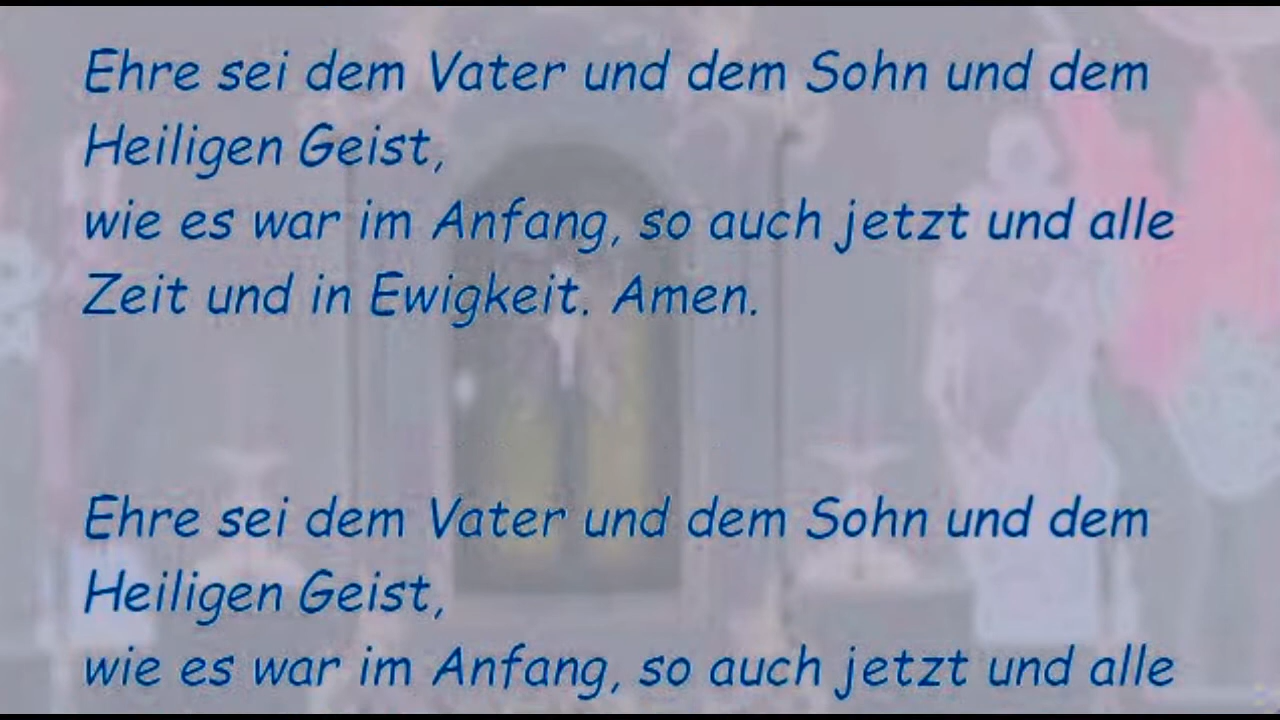 Ehre sei dem Vater und dem Sohn und dem
Heiligen Geist,
wie es war im Anfang, so auch jetzt und alle
Zeit und in Ewigkeit. Amen.
Ehre sei dem Vater und dem Sohn und dem
Heiligen Geist,
wie es war im Anfang, so auch jetzt und alle